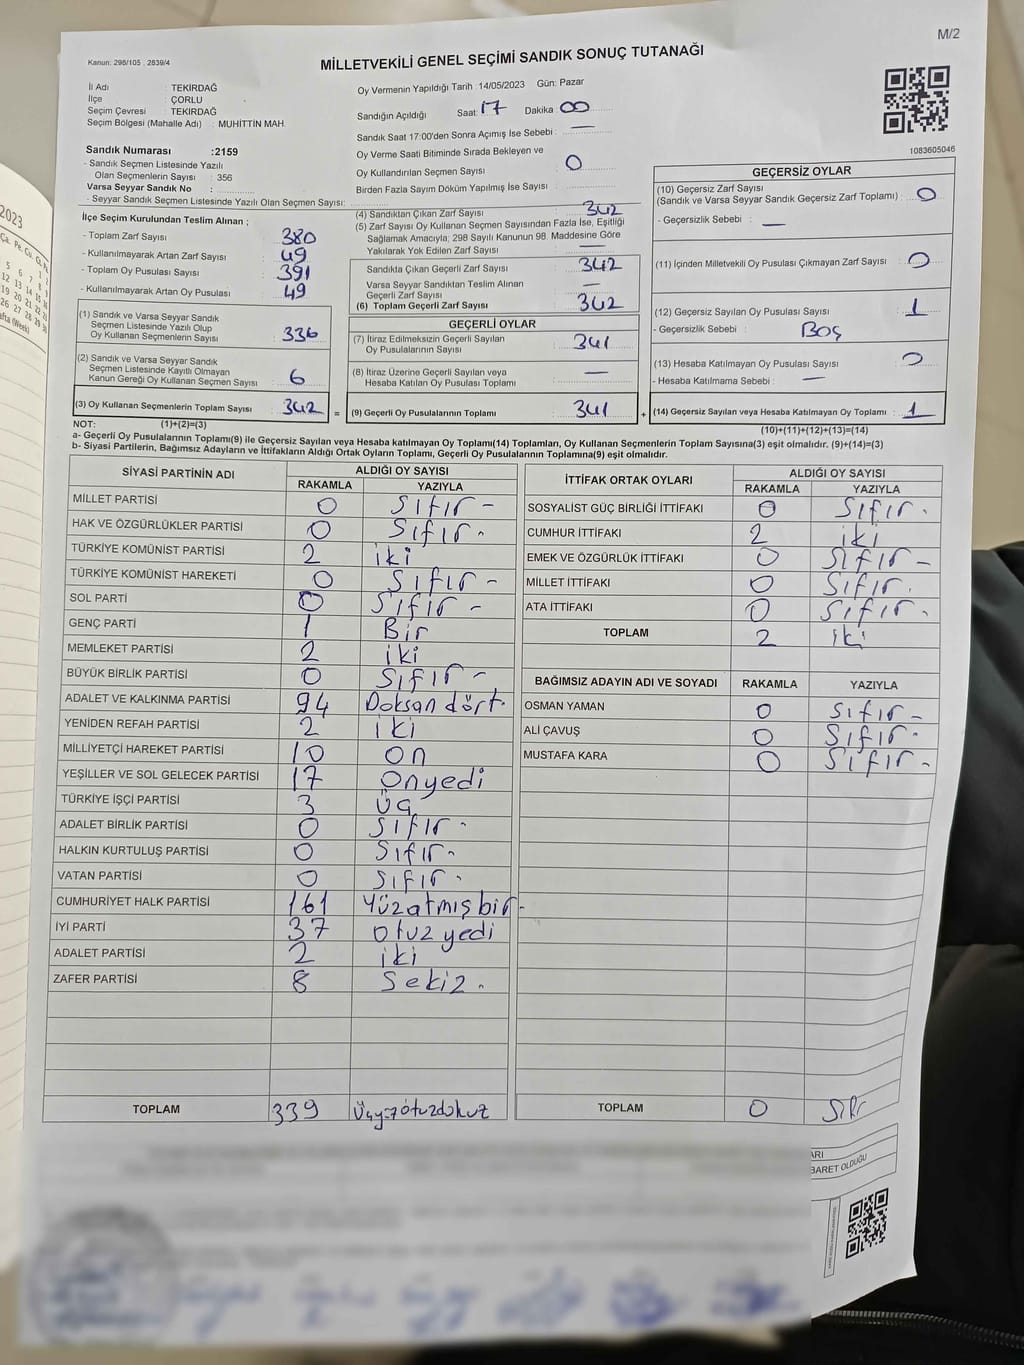 M/2
Kanun: 298/105 , 2839/4
MİLLETVEKİLİ GENEL SEÇİMİ SANDIK SONUÇ TUTANAĞI
İl Adı : TEKİRDAĞ
İlçe : ÇORLU
Seçim Çevresi : TEKİRDAĞ
Seçim Bölgesi (Mahalle Adı) : MUHİTTİN MAH.
Sandık Numarası :2159
- Sandık Seçmen Listesinde Yazılı
Olan Seçmenlerin Sayısı : 356
Varsa Seyyar Sandık No :
- Seyyar Sandık Seçmen Listesinde Yazılı Olan Seçmen Sayısı:
Oy Vermenin Yapıldığı Tarih :14/05/2023 Gün: Pazar
Sandığın Açıldığı Saat: 17 Dakika : 00
Sandık Saat 17:00'den Sonra Açımış İse Sebebi : —
Oy Verme Saati Bitiminde Sırada Bekleyen ve
Oy Kullandırılan Seçmen Sayısı : 0
Birden Fazla Sayım Döküm Yapılmış İse Sayısı :
1083605046
İlçe Seçim Kurulundan Teslim Alınan ;
- Toplam Zarf Sayısı : 380
- Kullanılmayarak Artan Zarf Sayısı : 49
- Toplam Oy Pusulası Sayısı : 391
- Kullanılmayarak Artan Oy Pusulası : 49
(1) Sandık ve Varsa Seyyar Sandık
Seçmen Listesinde Yazılı Olup
Oy Kullanan Seçmenlerin Sayısı : 336
(2) Sandık ve Varsa Seyyar Sandık
Seçmen Listesinde Kayıtlı Olmayan
Kanun Gereği Oy Kullanan Seçmen Sayısı : 6
(3) Oy Kullanan Seçmenlerin Toplam Sayısı : 342 =
(4) Sandıktan Çıkan Zarf Sayısı : 342
(5) Zarf Sayısı Oy Kullanan Seçmen Sayısından Fazla İse, Eşitliği
Sağlamak Amacıyla, 298 Sayılı Kanunun 98. Maddesine Göre
Yakılarak Yok Edilen Zarf Sayısı : —
Sandıkta Çıkan Geçerli Zarf Sayısı : 342
Varsa Seyyar Sandıktan Teslim Alınan
Geçerli Zarf Sayısı : —
(6) Toplam Geçerli Zarf Sayısı : 342
GEÇERLİ OYLAR
(7) İtiraz Edilmeksizin Geçerli Sayılan
Oy Pusulalarının Sayısı : 341
(8) İtiraz Üzerine Geçerli Sayılan veya
Hesaba Katılan Oy Pusulası Toplamı : —
(9) Geçerli Oy Pusulalarının Toplamı : 341 +
GEÇERSİZ OYLAR
(10) Geçersiz Zarf Sayısı
(Sandık ve Varsa Seyyar Sandık Geçersiz Zarf Toplamı) : 0
- Geçersizlik Sebebi : —
(11) İçinden Milletvekili Oy Pusulası Çıkmayan Zarf Sayısı : 0
(12) Geçersiz Sayılan Oy Pusulası Sayısı : 1
- Geçersizlik Sebebi : Boş
(13) Hesaba Katılmayan Oy Pusulası Sayısı : 0
- Hesaba Katılmama Sebebi : —
(14) Geçersiz Sayılan veya Hesaba Katılmayan Oy Toplamı : 1
NOT: (1)+(2)=(3) (10)+(11)+(12)+(13)=(14)
a- Geçerli Oy Pusulalarının Toplamı(9) ile Geçersiz Sayılan veya Hesaba katılmayan Oy Toplamı(14) Toplamları, Oy Kullanan Seçmenlerin Toplam Sayısına(3) eşit olmalıdır. (9)+(14)=(3)
b- Siyasi Partilerin, Bağımsız Adayların ve İttifakların Aldığı Ortak Oyların Toplamı, Geçerli Oy Pusulalarının Toplamına(9) eşit olmalıdır.
SİYASİ PARTİNİN ADI ALDIĞI OY SAYISI
RAKAMLA YAZIYLA
MİLLET PARTİSİ 0 Sıfır -
HAK VE ÖZGÜRLÜKLER PARTİSİ 0 Sıfır -
TÜRKİYE KOMÜNİST PARTİSİ 2 iki
TÜRKİYE KOMÜNİST HAREKETİ 0 Sıfır -
SOL PARTİ 0 Sıfır -
GENÇ PARTİ 1 Bir
MEMLEKET PARTİSİ 2 iki
BÜYÜK BİRLİK PARTİSİ 0 Sıfır -
ADALET VE KALKINMA PARTİSİ 94 Doksan dört
YENİDEN REFAH PARTİSİ 2 iki
MİLLİYETÇİ HAREKET PARTİSİ 10 on
YEŞİLLER VE SOL GELECEK PARTİSİ 17 onyedi
TÜRKİYE İŞÇİ PARTİSİ 3 üç
ADALET BİRLİK PARTİSİ 0 Sıfır -
HALKIN KURTULUŞ PARTİSİ 0 Sıfır -
VATAN PARTİSİ 0 Sıfır -
CUMHURİYET HALK PARTİSİ 161 Yüzatmış bir -
İYİ PARTİ 37 otuz yedi
ADALET PARTİSİ 2 iki
ZAFER PARTİSİ 8 Sekiz .
TOPLAM 339 Üçyüzotuzdokuz
İTTİFAK ORTAK OYLARI ALDIĞI OY SAYISI
RAKAMLA YAZIYLA
SOSYALİST GÜÇ BİRLİĞİ İTTİFAKI 0 Sıfır -
CUMHUR İTTİFAKI 2 iki
EMEK VE ÖZGÜRLÜK İTTİFAKI 0 Sıfır -
MİLLET İTTİFAKI 0 Sıfır -
ATA İTTİFAKI 0 Sıfır -
TOPLAM 2 iki
BAĞIMSIZ ADAYIN ADI VE SOYADI RAKAMLA YAZIYLA
OSMAN YAMAN 0 Sıfır -
ALİ ÇAVUŞ 0 Sıfır -
MUSTAFA KARA 0 Sıfır -
TOPLAM 0 Sıfır
ARI
BARET OLDUĞU
2023